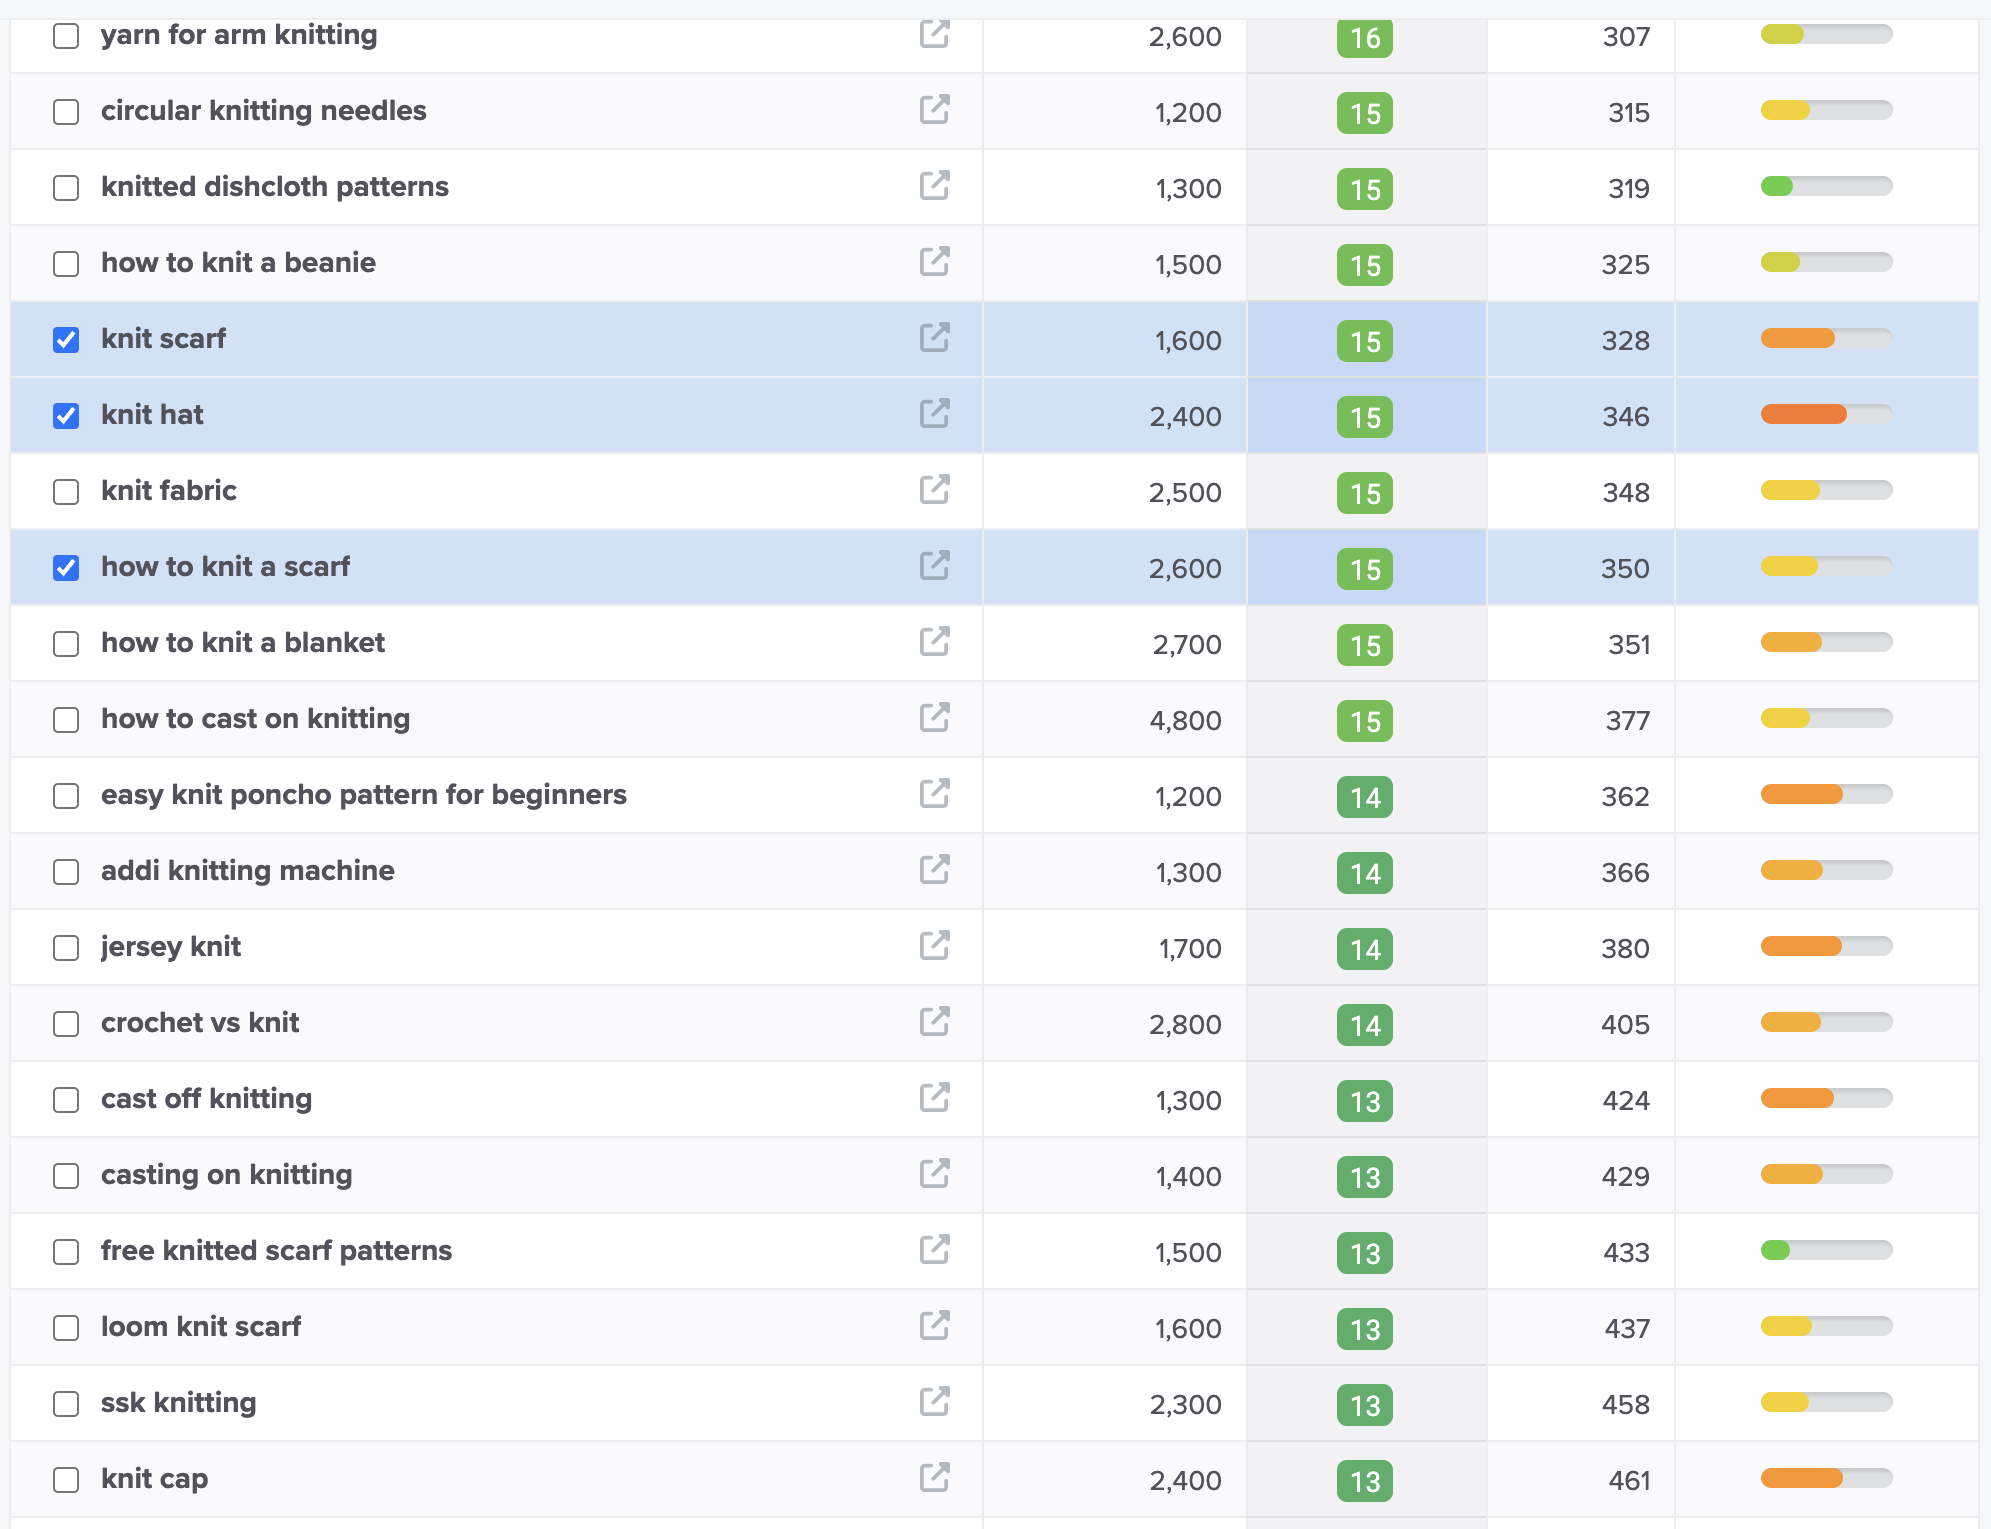 yarn for arm knitting 2,600 16 307
circular knitting needles 1,200 15 315
knitted dishcloth patterns 1,300 15 319
how to knit a beanie 1,500 15 325
knit scarf 1,600 15 328
knit hat 2,400 15 346
knit fabric 2,500 15 348
how to knit a scarf 2,600 15 350
how to knit a blanket 2,700 15 351
how to cast on knitting 4,800 15 377
easy knit poncho pattern for beginners 1,200 14 362
addi knitting machine 1,300 14 366
jersey knit 1,700 14 380
crochet vs knit 2,800 14 405
cast off knitting 1,300 13 424
casting on knitting 1,400 13 429
free knitted scarf patterns 1,500 13 433
loom knit scarf 1,600 13 437
ssk knitting 2,300 13 458
knit cap 2,400 13 461